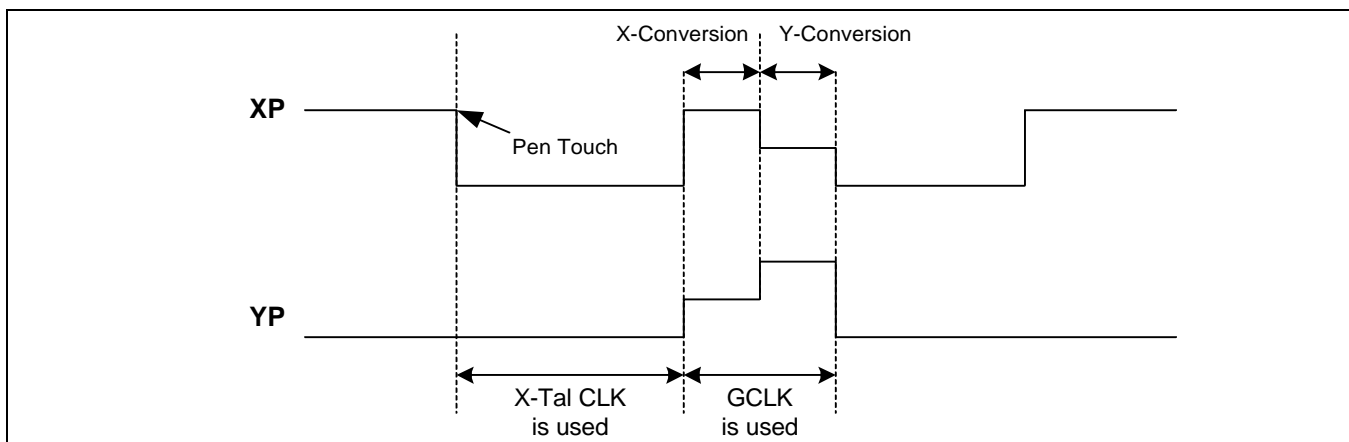 X-Conversion
Y-Conversion
XP
Pen Touch
YP
X-Tal CLK
is used
GCLK
is used